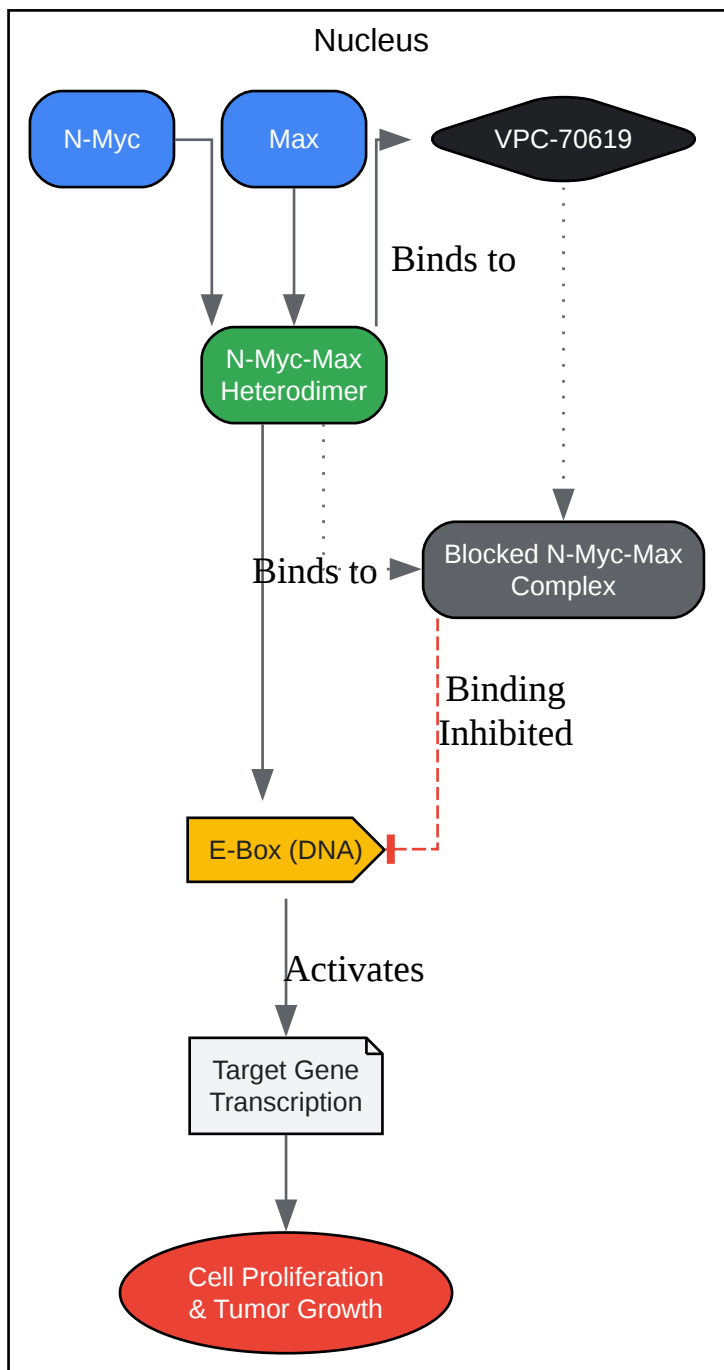 Nucleus
N-Myc
Max
VPC-70619
Binds to
N-Myc-Max
Heterodimer
Binds to
Blocked N-Myc-Max
Complex
Binding
Inhibited
E-Box (DNA)
Activates
Target Gene
Transcription
Cell Proliferation
& Tumor Growth